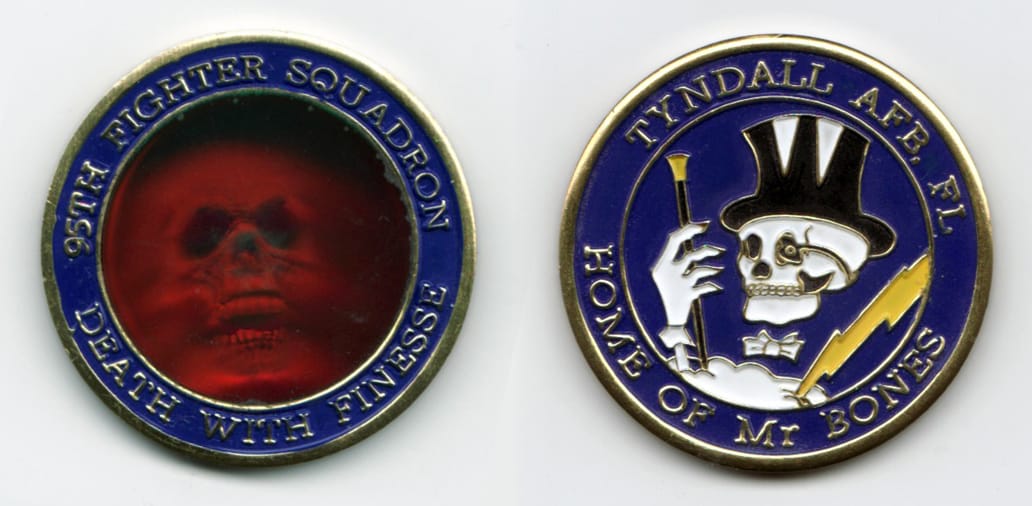 95TH FIGHTER SQUADRON
DEATH WITH FINESSE
TYNDALL AFB, FL
HOME OF Mr BONES